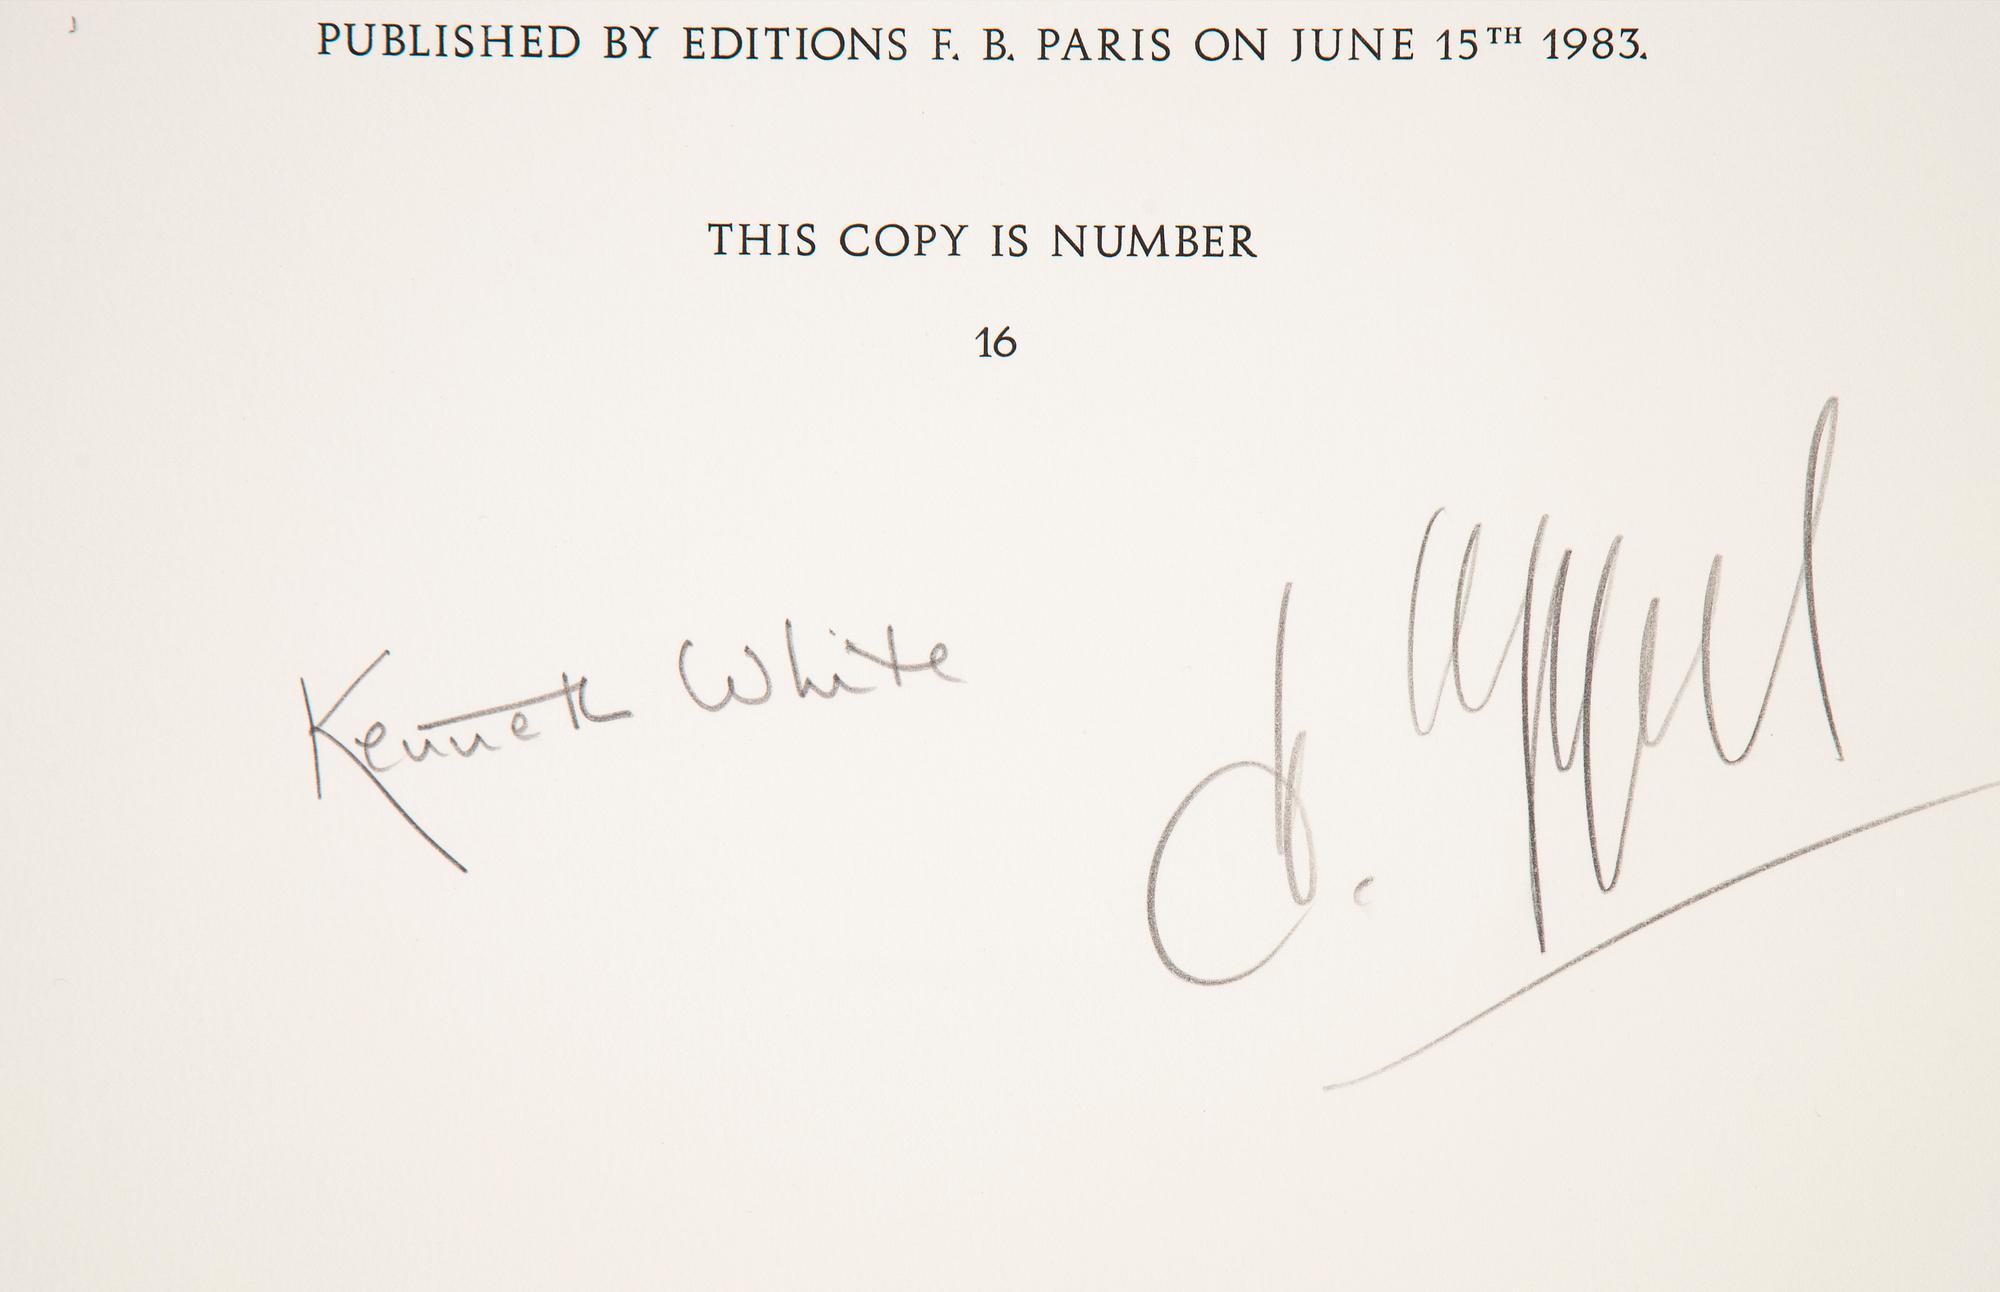 PUBLISHED BY EDITIONS F. B. PARIS ON JUNE 15TH 1983.
THIS COPY IS NUMBER
16
Kenneth White